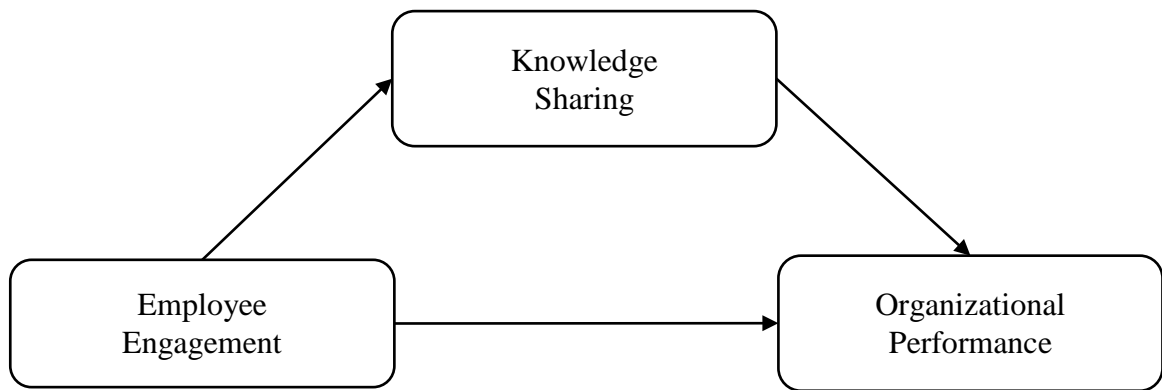 Knowledge
Sharing
Employee
Engagement
Organizational
Performance